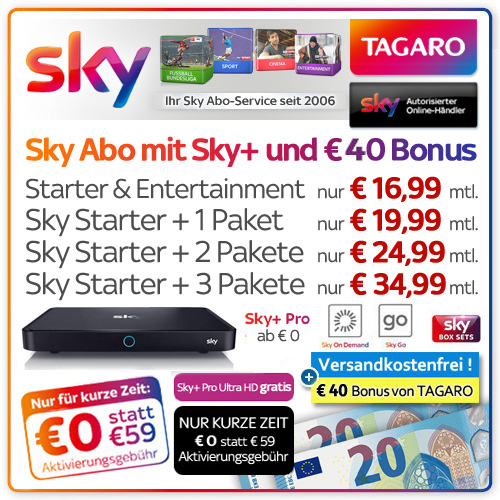 sky
FUSSBALL BUNDESLIGA
SPORT
CINEMA
ENTERTAINMENT
TAGARO
Ihr Sky Abo-Service seit 2006
sky Autorisierter
Online-Händler
Sky Abo mit Sky+ und € 40 Bonus
Starter & Entertainment nur € 16,99 mtl.
Sky Starter + 1 Paket nur € 19,99 mtl.
Sky Starter + 2 Pakete nur € 24,99 mtl.
Sky Starter + 3 Pakete nur € 34,99 mtl.
sky
Sky+ Pro
ab € 0
Sky On Demand
go
Sky Go
sky
BOX SETS
Nur für kurze Zeit:
€0 statt
€59
Aktivierungsgebühr
Sky+ Pro Ultra HD gratis
NUR KURZE ZEIT
€ 0 statt € 59
Aktivierungsgebühr
+
Versandkostenfrei !
€ 40 Bonus von TAGARO
20
20